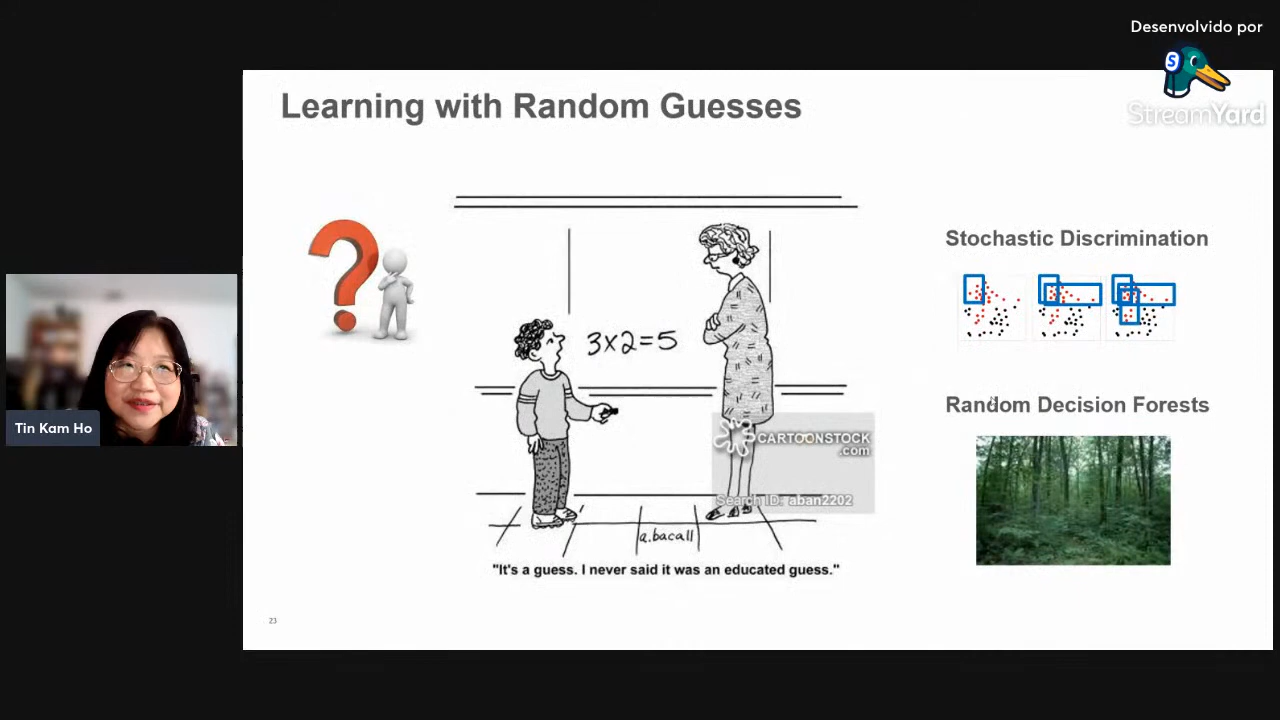 Desenvolvido por
S
StreamYard
Learning with Random Guesses
?
3x2=5
CARTOONSTOCK
.com
Search ID: aban2202
a.bacall
"It's a guess. I never said it was an educated guess."
Stochastic Discrimination
Random Decision Forests
Tin Kam Ho
23